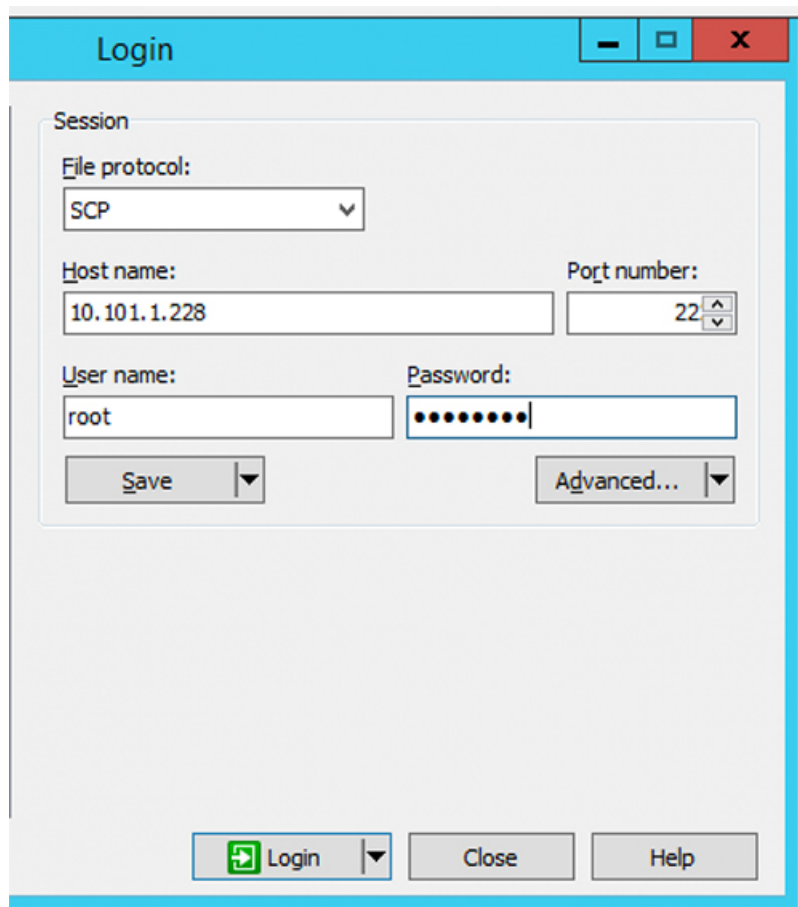 Login
Session
File protocol:
SCP
Host name: Port number:
10.101.1.228 22
User name: Password:
root ••••••••
Save Advanced...
Login Close Help